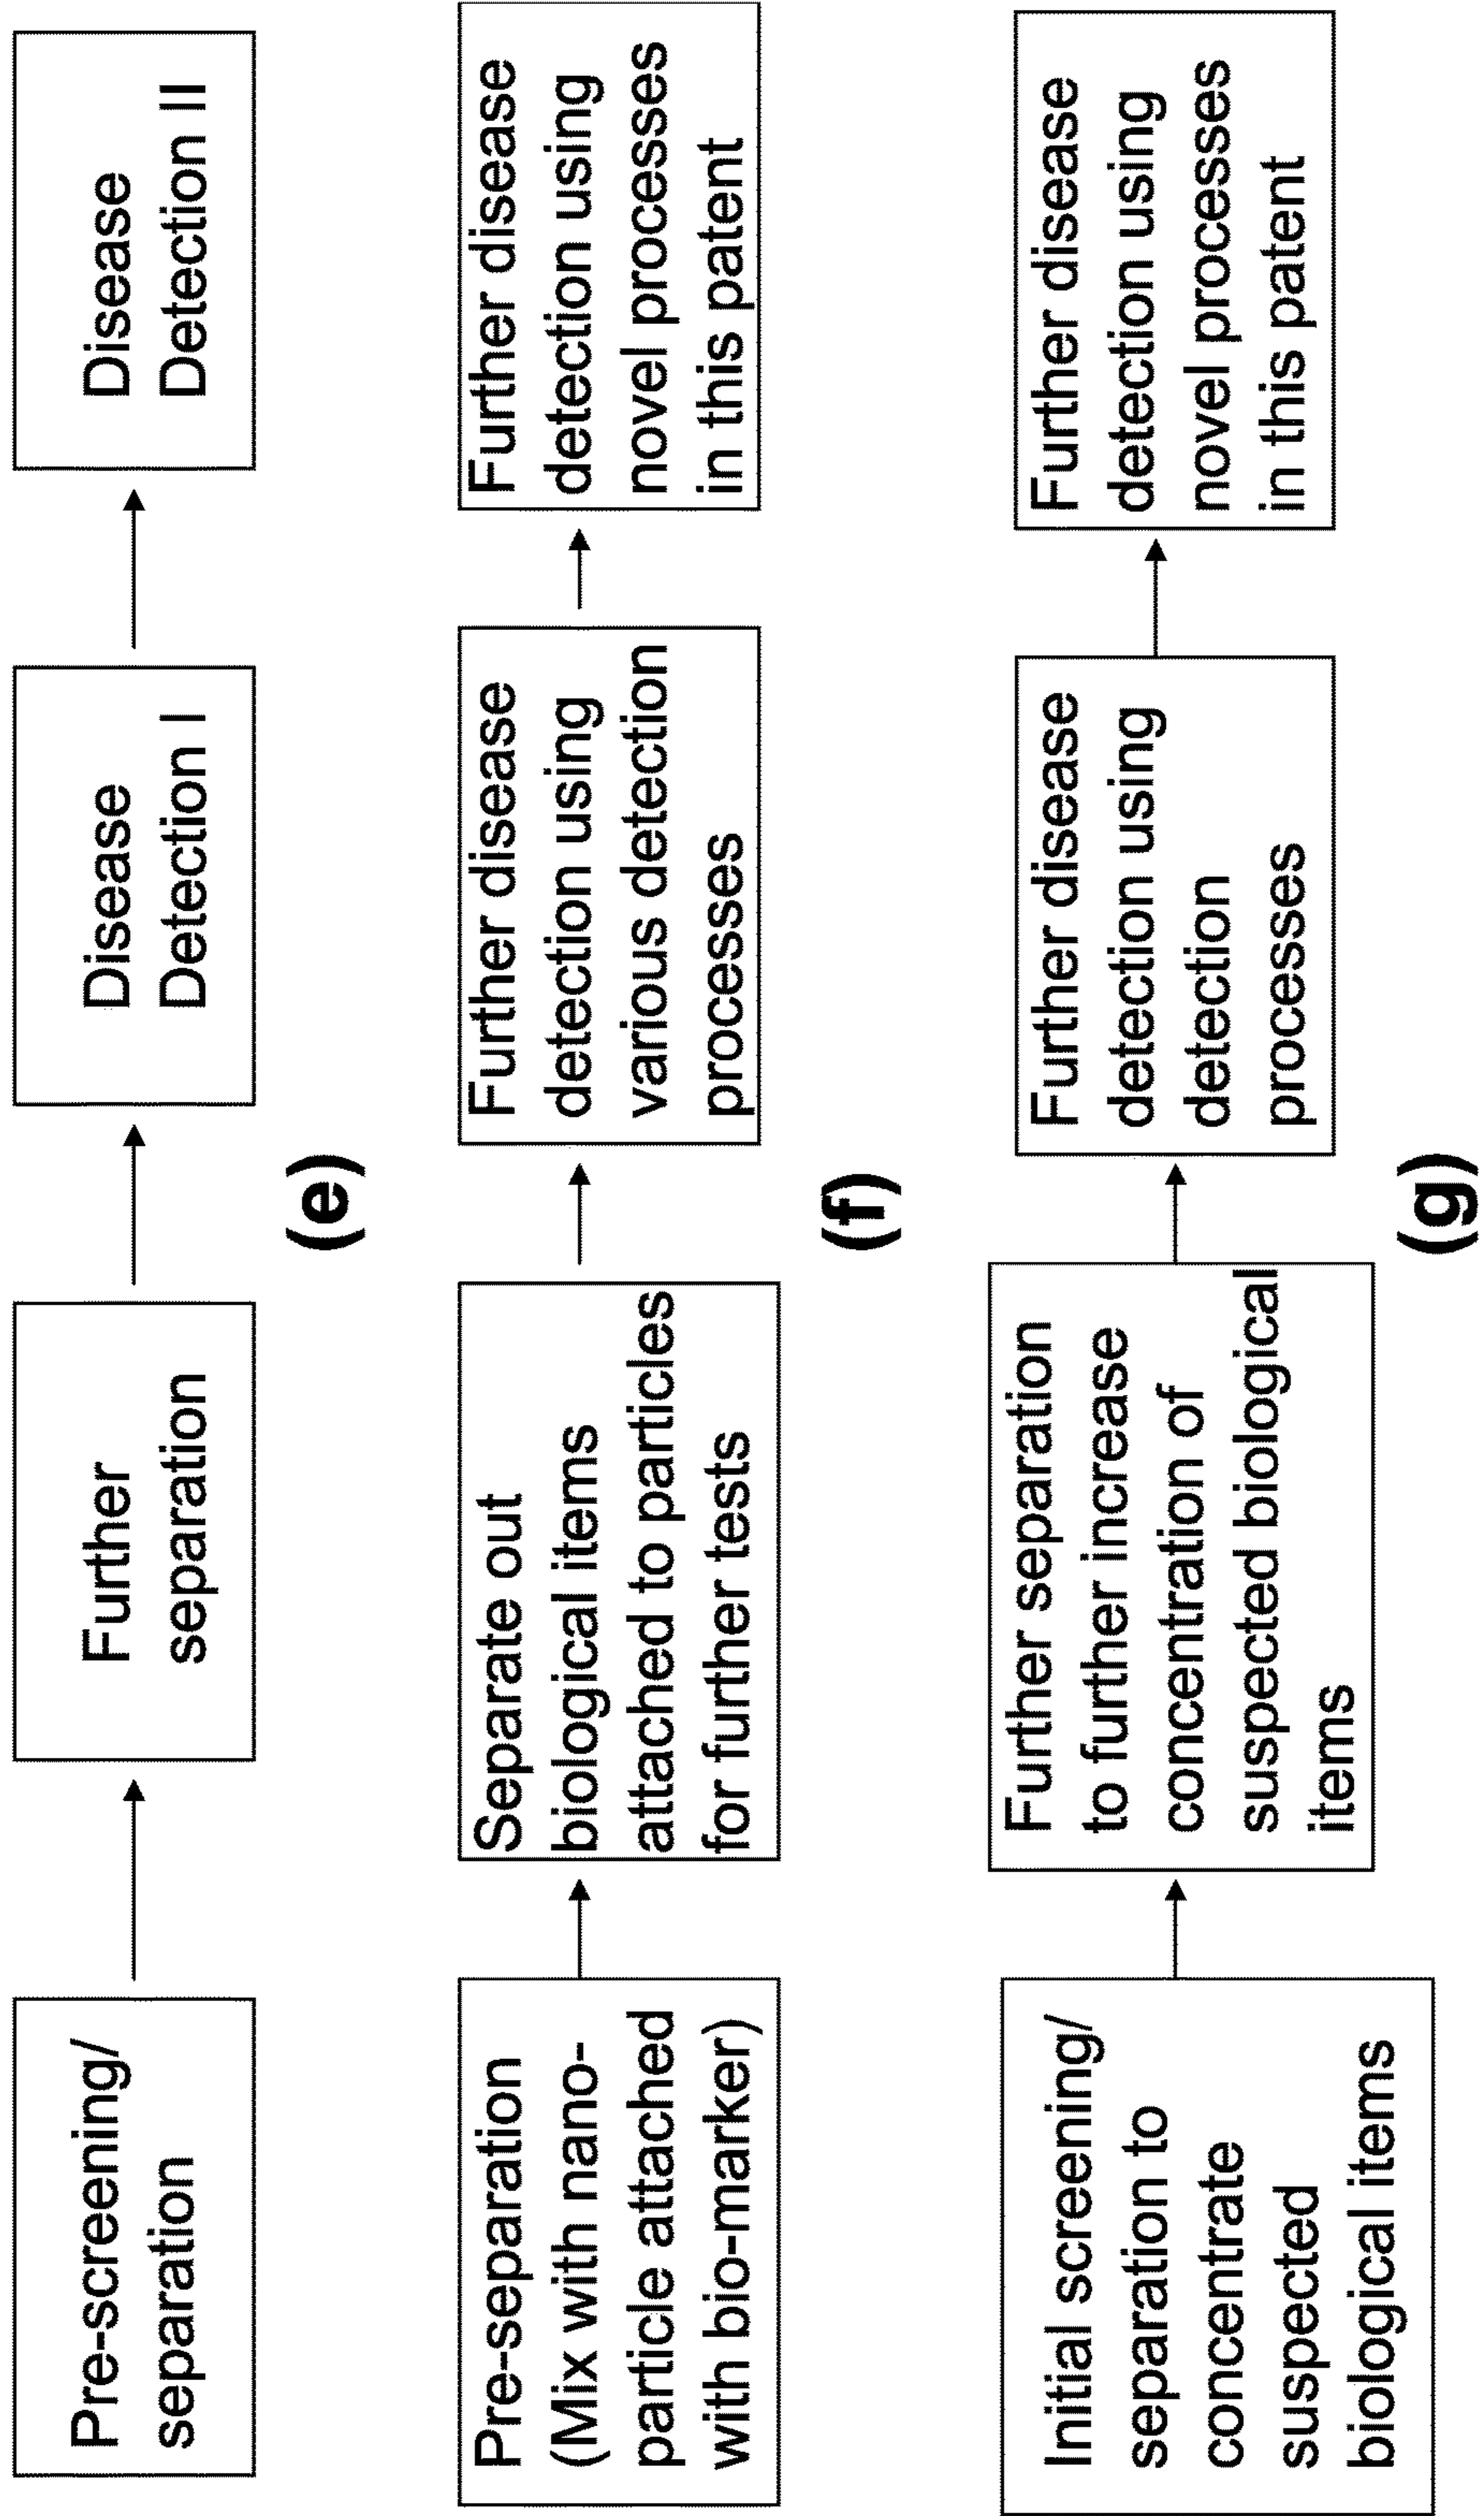 Pre-screening/
separation
Further
separation
Disease
Detection I
Disease
Detection II
(e)
Pre-separation
(Mix with nano-
particle attached
with bio-marker)
Separate out
biological items
attached to particles
for further tests
Further disease
detection using
various detection
processes
Further disease
detection using
novel processes
in this patent
(f)
Initial screening/
separation to
concentrate
suspected
biological items
Further separation
to further increase
concentration of
suspected biological
items
Further disease
detection using
detection
processes
Further disease
detection using
novel processes
in this patent
(g)